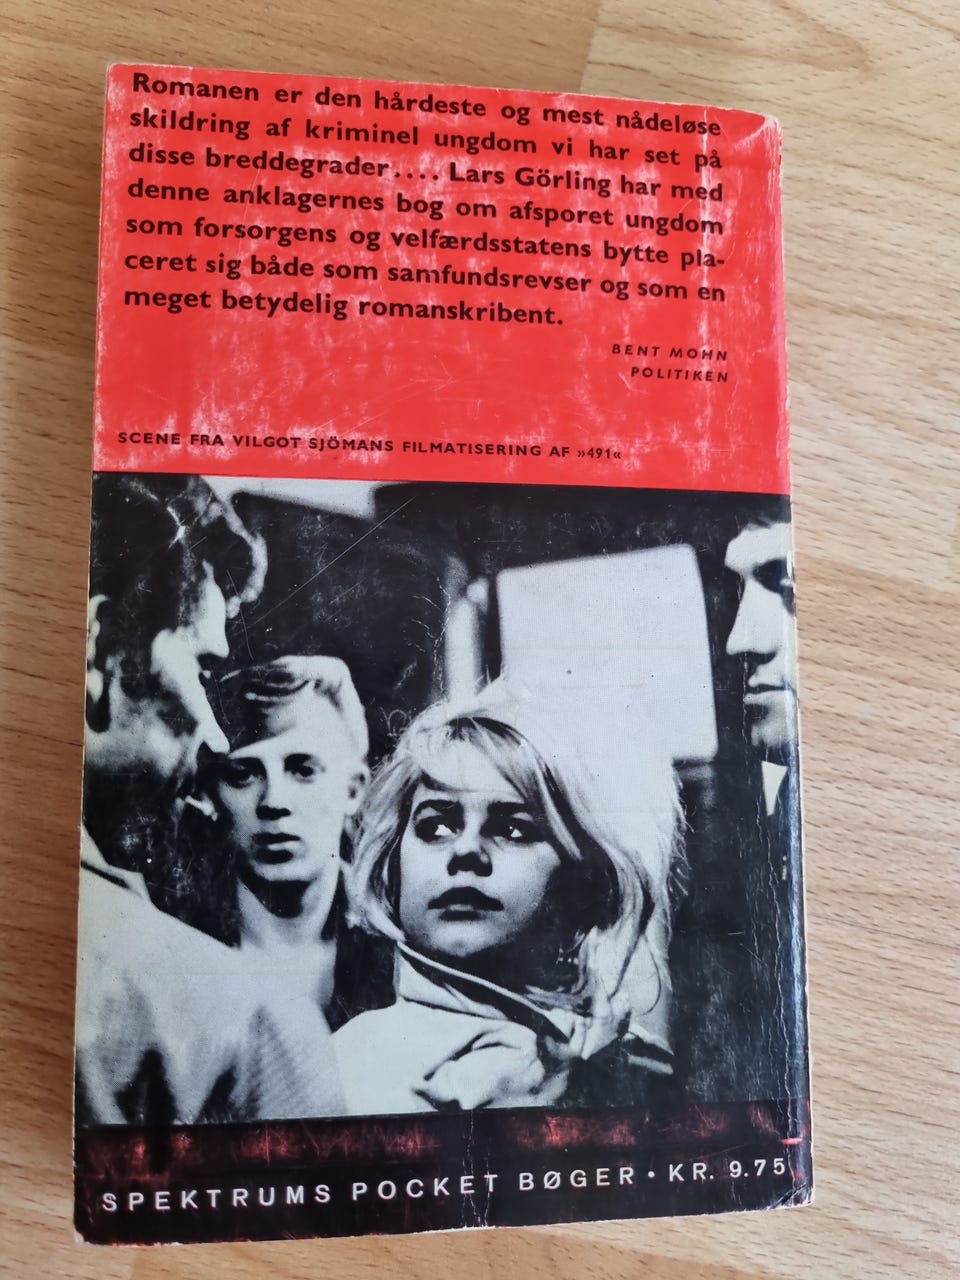 Romanen er den hårdeste og mest nådeløse
skildring af kriminel ungdom vi har set på
disse breddegrader.... Lars Görling har med
denne anklagernes bog om afsporet ungdom
som forsorgens og velfærdsstatens bytte pla-
ceret sig både som samfundsrevser og som en
meget betydelig romanskribent.
BENT MOHN
POLITIKEN
SCENE FRA VILGOT SJÖMANS FILMATISERING AF »491«
SPEKTRUMS POCKET BØGER · KR. 9.75